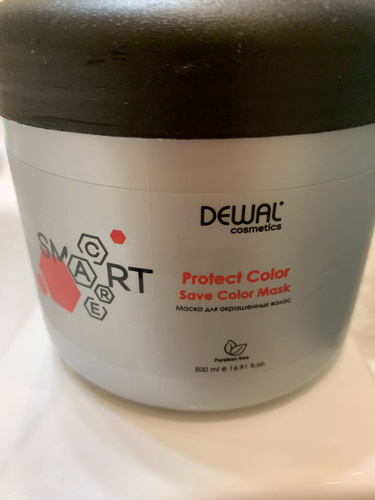 DEWAL
cosmetics
SMART
CARE
Protect Color
Save Color Mask
Маска для окрашенных волос
Paraben free
500 ml e 16.91 fl.oz.